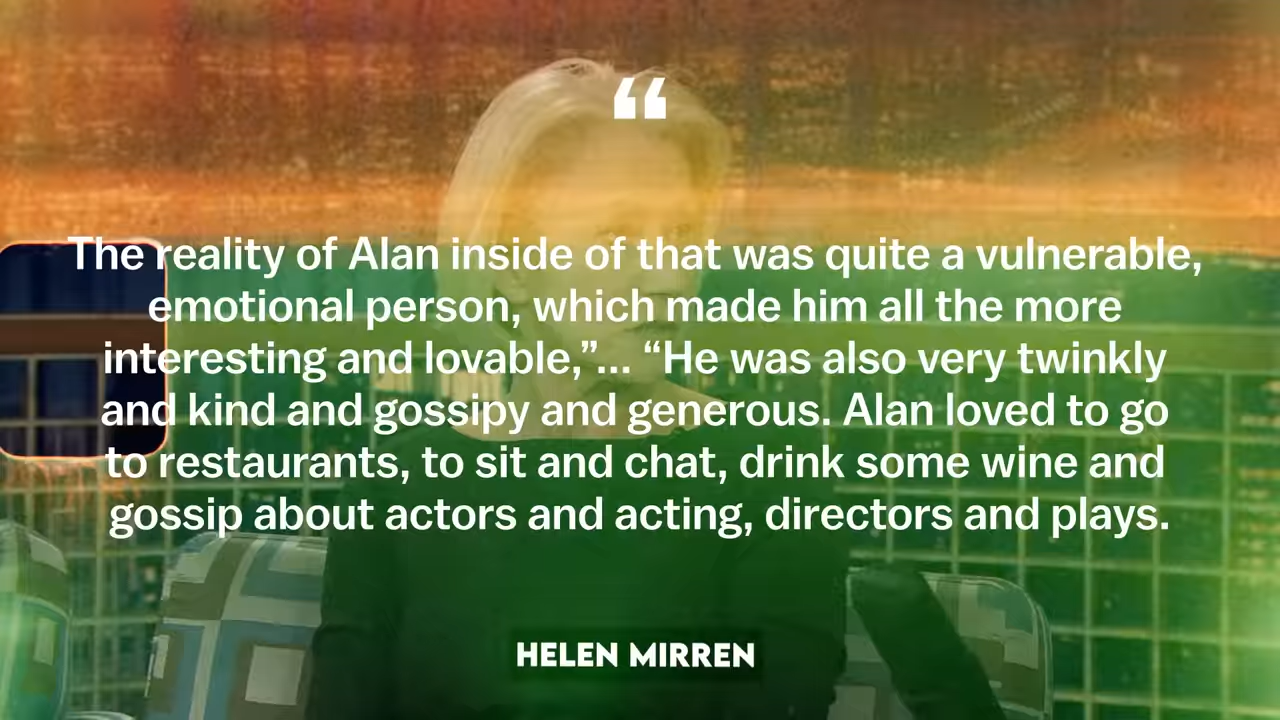 “
The reality of Alan inside of that was quite a vulnerable,
emotional person, which made him all the more
interesting and lovable,”... “He was also very twinkly
and kind and gossipy and generous. Alan loved to go
to restaurants, to sit and chat, drink some wine and
gossip about actors and acting, directors and plays.
HELEN MIRREN